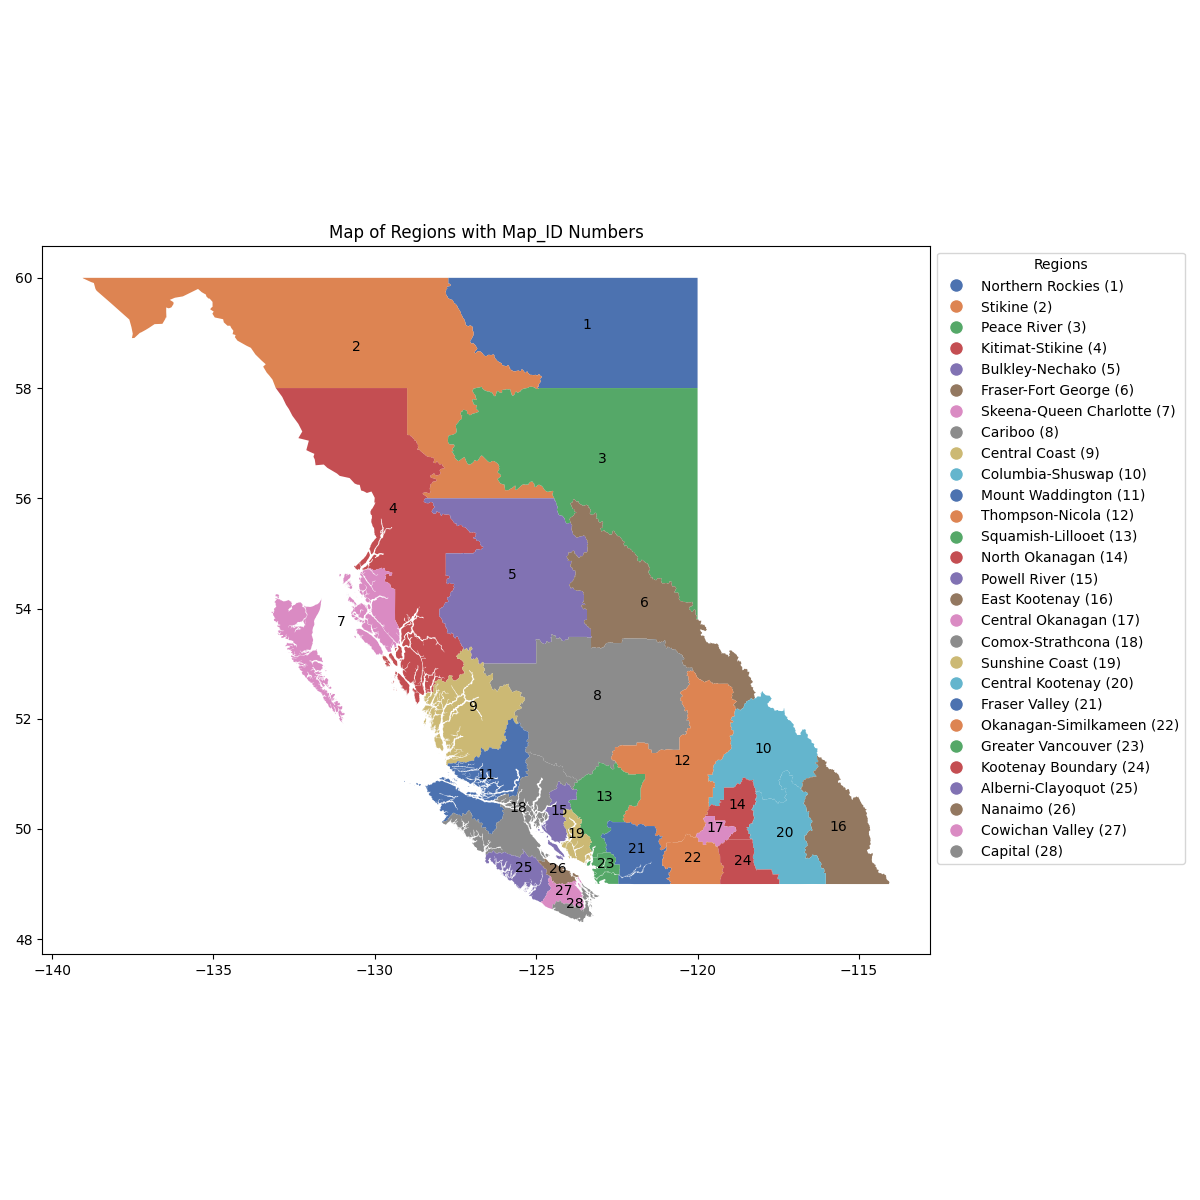 Map of Regions with Map_ID Numbers
60
58
56
54
52
50
48
−140
−135
−130
−125
−120
−115
1
2
3
4
5
6
7
8
9
10
11
12
18
15
13
14
19
17
20
16
21
23
22
24
25
26
27
28
Regions
Northern Rockies (1)
Stikine (2)
Peace River (3)
Kitimat-Stikine (4)
Bulkley-Nechako (5)
Fraser-Fort George (6)
Skeena-Queen Charlotte (7)
Cariboo (8)
Central Coast (9)
Columbia-Shuswap (10)
Mount Waddington (11)
Thompson-Nicola (12)
Squamish-Lillooet (13)
North Okanagan (14)
Powell River (15)
East Kootenay (16)
Central Okanagan (17)
Comox-Strathcona (18)
Sunshine Coast (19)
Central Kootenay (20)
Fraser Valley (21)
Okanagan-Similkameen (22)
Greater Vancouver (23)
Kootenay Boundary (24)
Alberni-Clayoquot (25)
Nanaimo (26)
Cowichan Valley (27)
Capital (28)